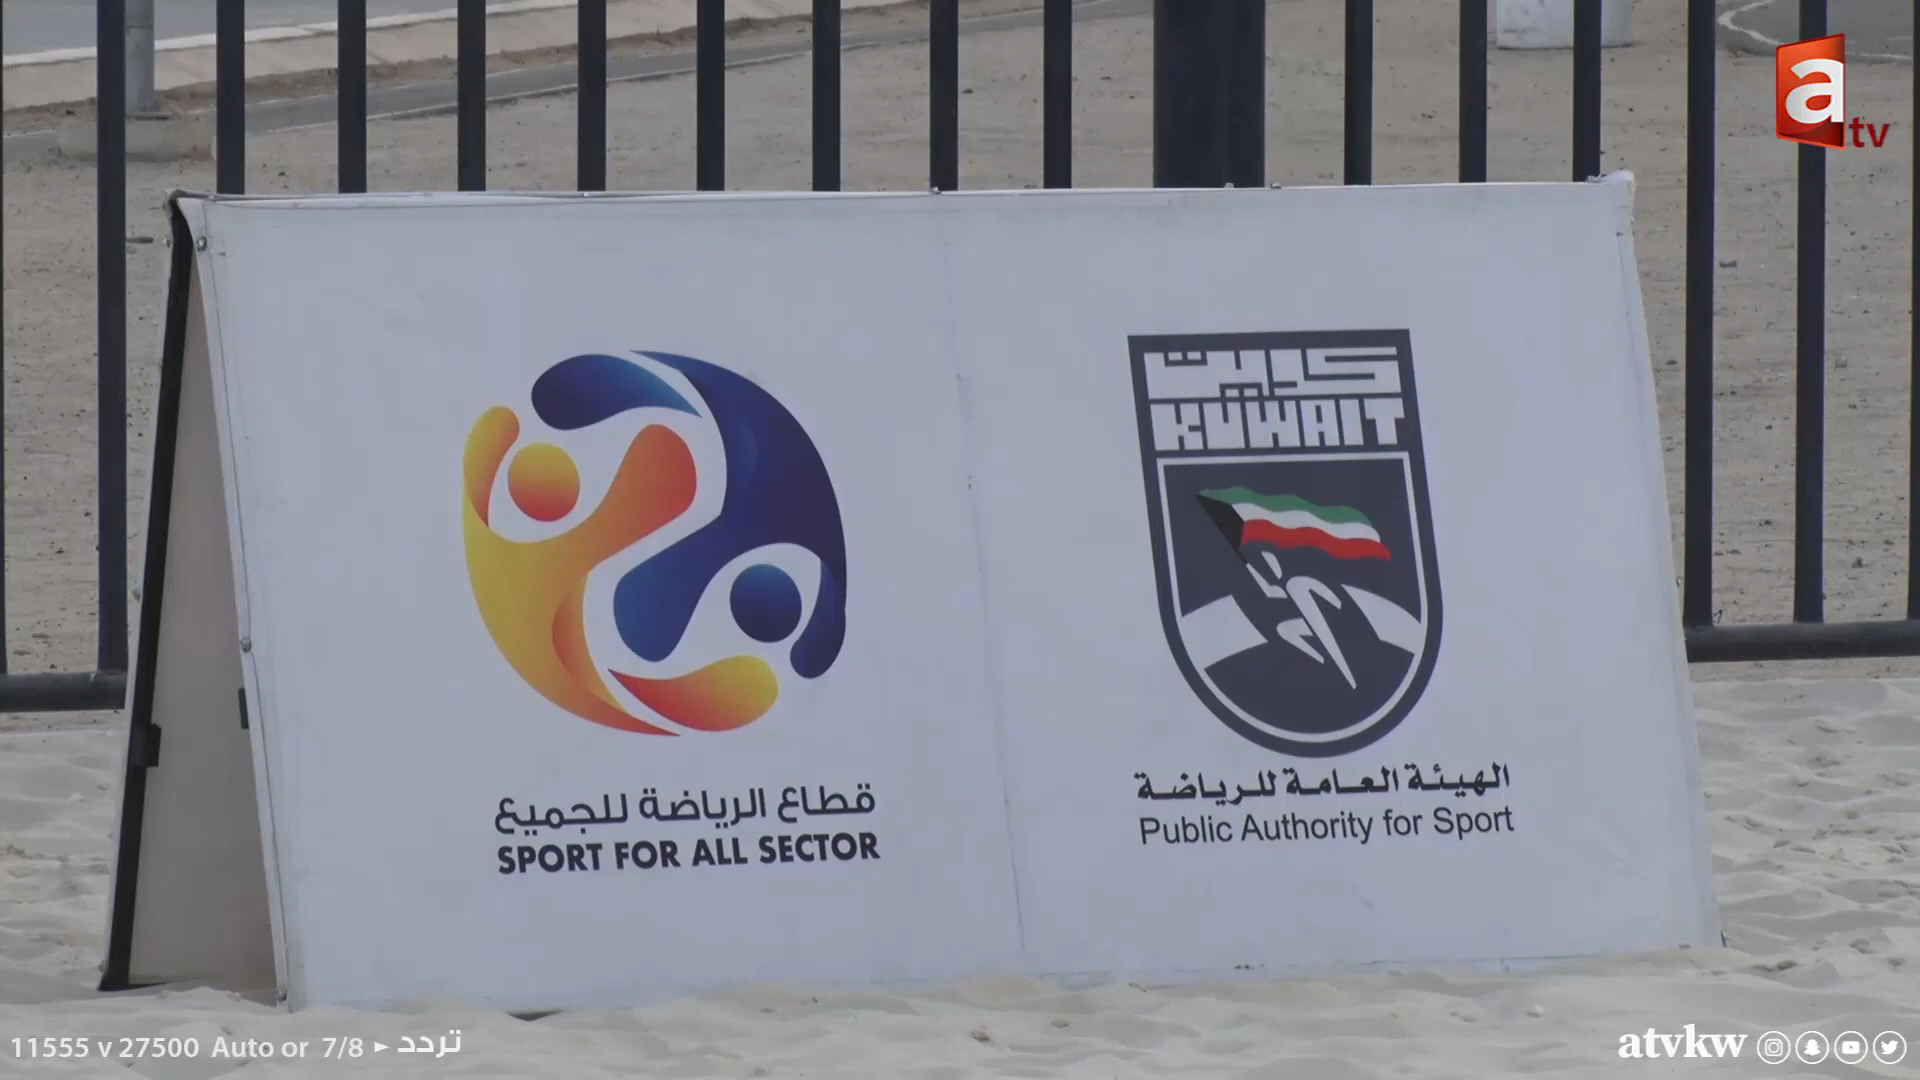 a
tv
كويت
KUWAIT
قطاع الرياضة للجميع
SPORT FOR ALL SECTOR
الهيئة العامة للرياضة
Public Authority for Sport
11555 v 27500 Auto or 7/8 ► تردد
atvkw